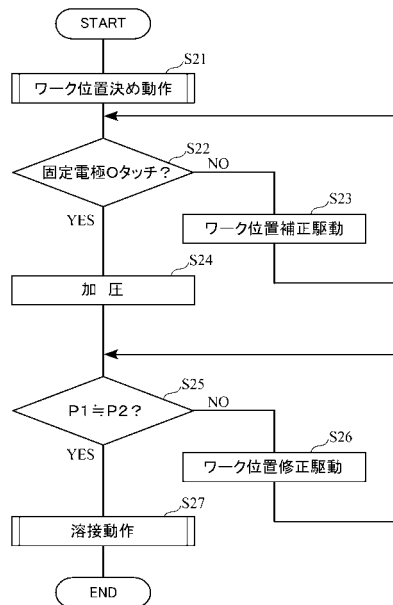 START
S21
ワーク位置決め動作
S22
固定電極0タッチ？
NO
YES
S23
ワーク位置補正駆動
S24
加 圧
S25
P1≒P2？
NO
YES
S26
ワーク位置修正駆動
S27
溶接動作
END